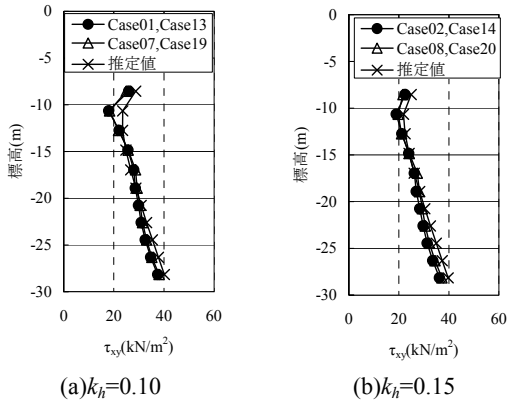 Case01,Case13
Case07,Case19
推定値
0
-5
-10
-15
-20
-25
-30
標高(m)
0 20 40 60
τxy(kN/m²)
(a)kh=0.10
Case02,Case14
Case08,Case20
推定値
0
-5
-10
-15
-20
-25
-30
標高(m)
0 20 40 60
τxy(kN/m²)
(b)kh=0.15